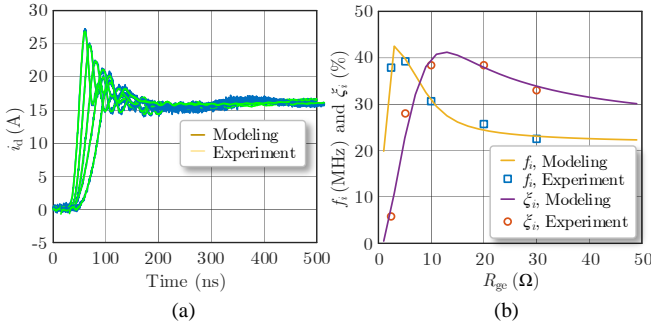 (a)
30
25
20
15
10
5
0
-5
i_d (A)
0 100 200 300 400 500
Time (ns)
Modeling
Experiment
(b)
50
40
30
20
10
0
f_i (MHz) and ξ_i (%)
0 10 20 30 40 50
R_ge (Ω)
f_i, Modeling
f_i, Experiment
ξ_i, Modeling
ξ_i, Experiment
(a) (b)